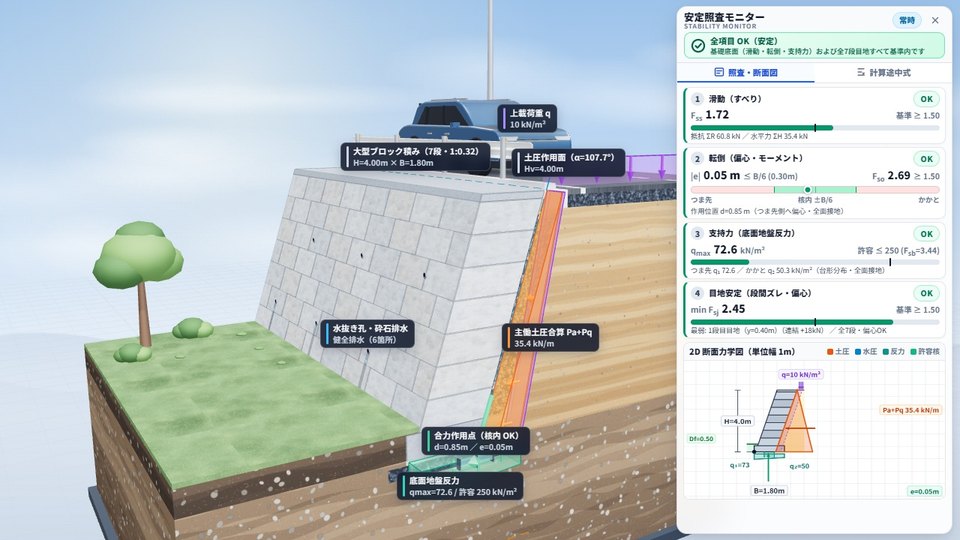 上載荷重 q
10 kN/m²
大型ブロック積み（7段・1:0.32）
H=4.00m × B=1.80m
土圧作用面（α=107.7°）
Hv=4.00m
水抜き孔・砕石排水
健全排水（6箇所）
主働土圧合算 Pa+Pq
35.4 kN/m
合力作用点（核内 OK）
d=0.85m ／ e=0.05m
底面地盤反力
qmax=72.6 / 許容 250 kN/m²
安定照査モニター
STABILITY MONITOR
常時
✕
全項目 OK（安定）
基礎底面（滑動・転倒・支持力）および全7段目地すべて基準内です
照査・断面図
計算途中式
1 滑動（すべり） OK
Fss 1.72 基準 ≥ 1.50
抵抗 ΣR 60.8 kN ／ 水平力 ΣH 35.4 kN
2 転倒（偏心・モーメント） OK
|e| 0.05 m ≤ B/6 (0.30m) Fso 2.69 ≥ 1.50
つま先 核内 ±B/6 かかと
作用位置 d=0.85 m（つま先側へ偏心・全面接地）
3 支持力（底面地盤反力） OK
qmax 72.6 kN/m² 許容 ≤ 250 (Fsb=3.44)
つま先 q₁ 72.6 ／ かかと q₂ 50.3 kN/m²（台形分布・全面接地）
4 目地安定（段間ズレ・偏心） OK
min Fsj 2.45 基準 ≥ 1.50
最弱: 1段目目地（y=0.40m）（連結 +18kN） ／ 全7段・偏心OK
2D 断面力学図（単位幅 1m） 土圧 水圧 反力 許容核
q=10 kN/m²
Pa+Pq 35.4 kN/m
H=4.0m
Df=0.50
q₁=73 q₂=50
B=1.80m
e=0.05m